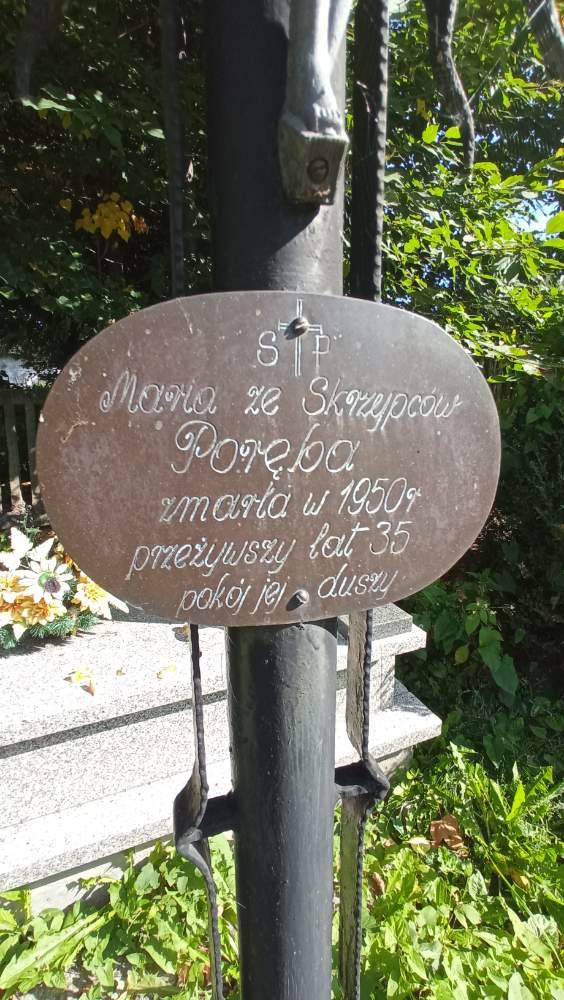 Ś P
Maria ze Skrzypców
Poręba
zmarła w 1950r
przeżywszy lat 35
pokój jej duszy